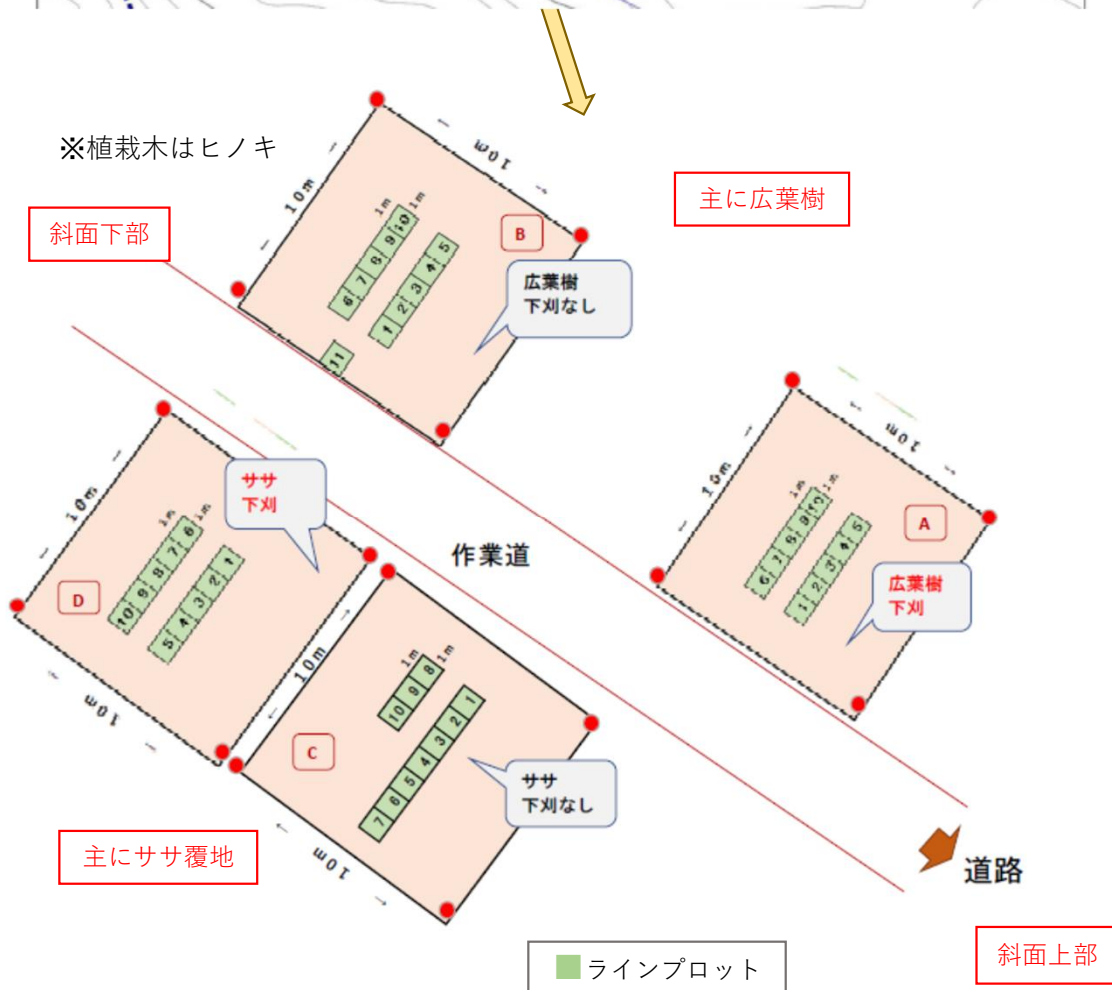 ※植栽木はヒノキ
主に広葉樹
斜面下部
10m
10m
1m
1m
B
6 7 8 9 10
1 2 3 4 5
11
広葉樹
下刈なし
10m
10m
1m
1m
A
6 7 8 9 10
1 2 3 4 5
広葉樹
下刈
作業道
ササ
下刈
10m
10m
1m
1m
D
10 9 8 7 6
5 4 3 2 1
10m
10m
1m
1m
C
10 9 8
7 6 5 4 3 2 1
ササ
下刈なし
主にササ覆地
道路
斜面上部
ラインプロット